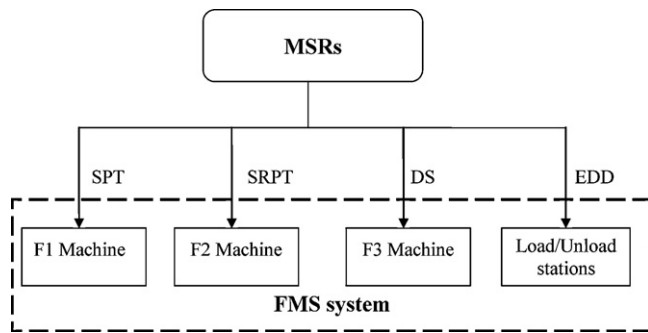 MSRs
SPT
SRPT
DS
EDD
F1 Machine
F2 Machine
F3 Machine
Load/Unload
stations
FMS system